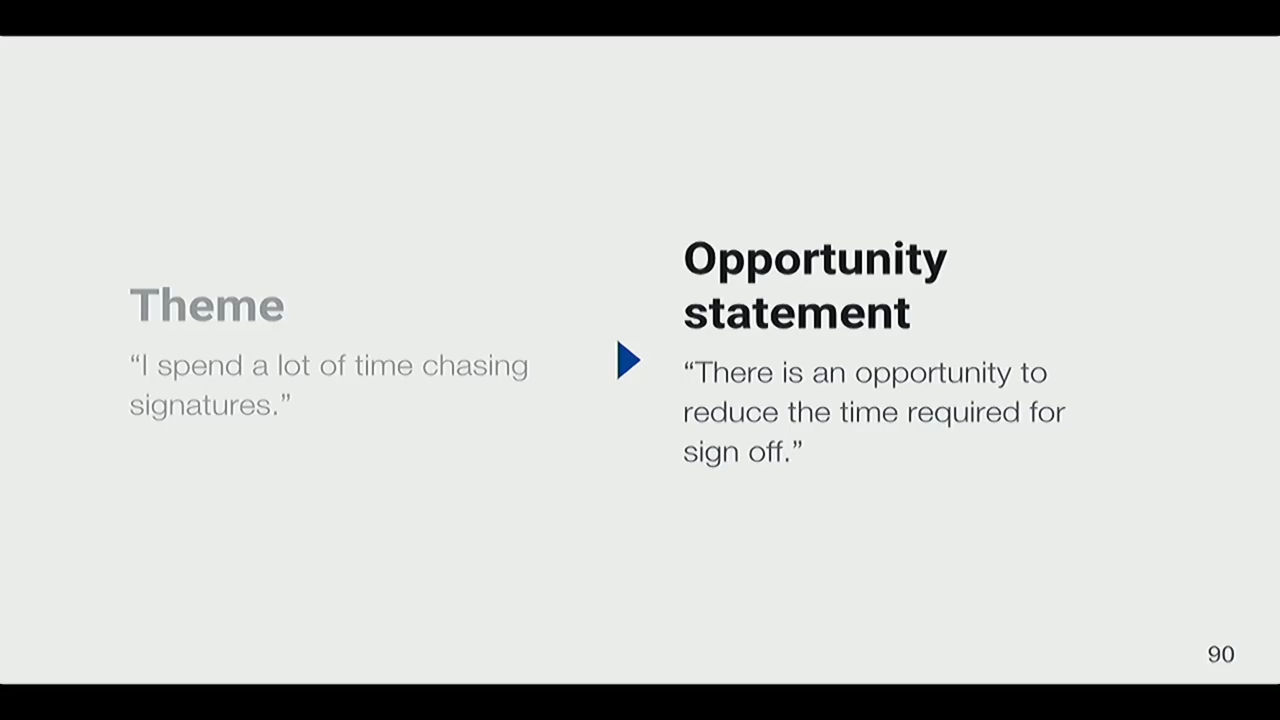 Theme
“I spend a lot of time chasing
signatures.”
Opportunity
statement
“There is an opportunity to
reduce the time required for
sign off.”
90